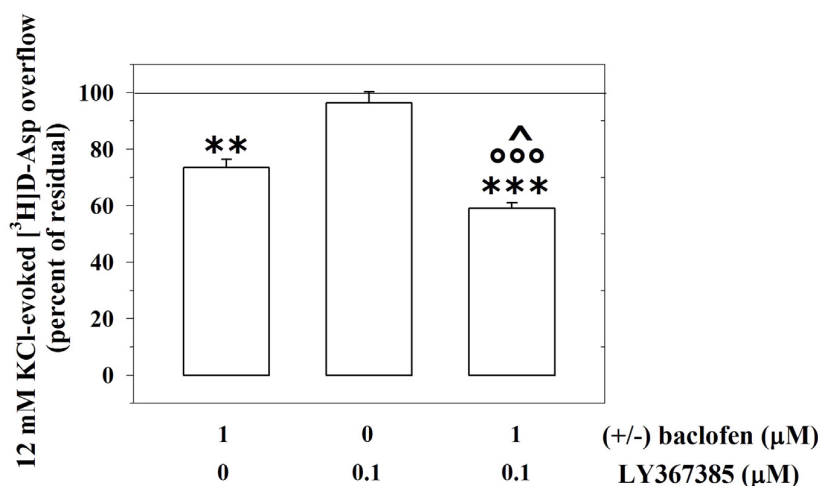 12 mM KCl-evoked [³H]D-Asp overflow
(percent of residual)
100
80
60
40
20
0
**
^
°°°
***
1 0 1 (+/-) baclofen (μM)
0 0.1 0.1 LY367385 (μM)